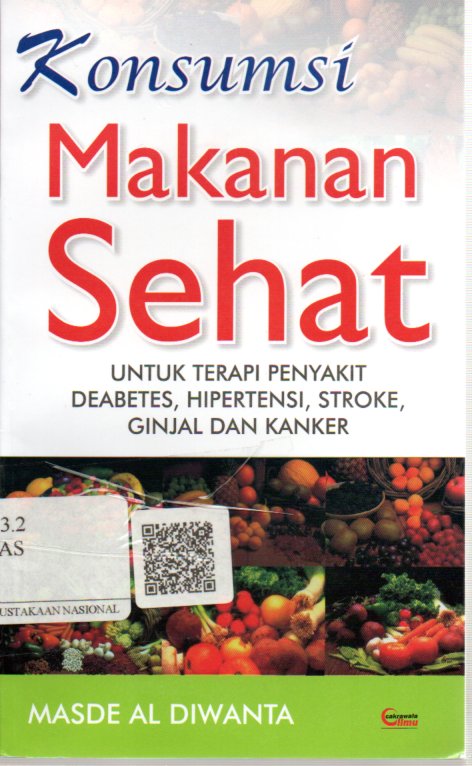 Konsumsi
Makanan
Sehat
UNTUK TERAPI PENYAKIT
DEABETES, HIPERTENSI, STROKE,
GINJAL DAN KANKER
3.2
AS
USTAKAAN NASIONAL
MASDE AL DIWANTA
cakrawala
ilmu